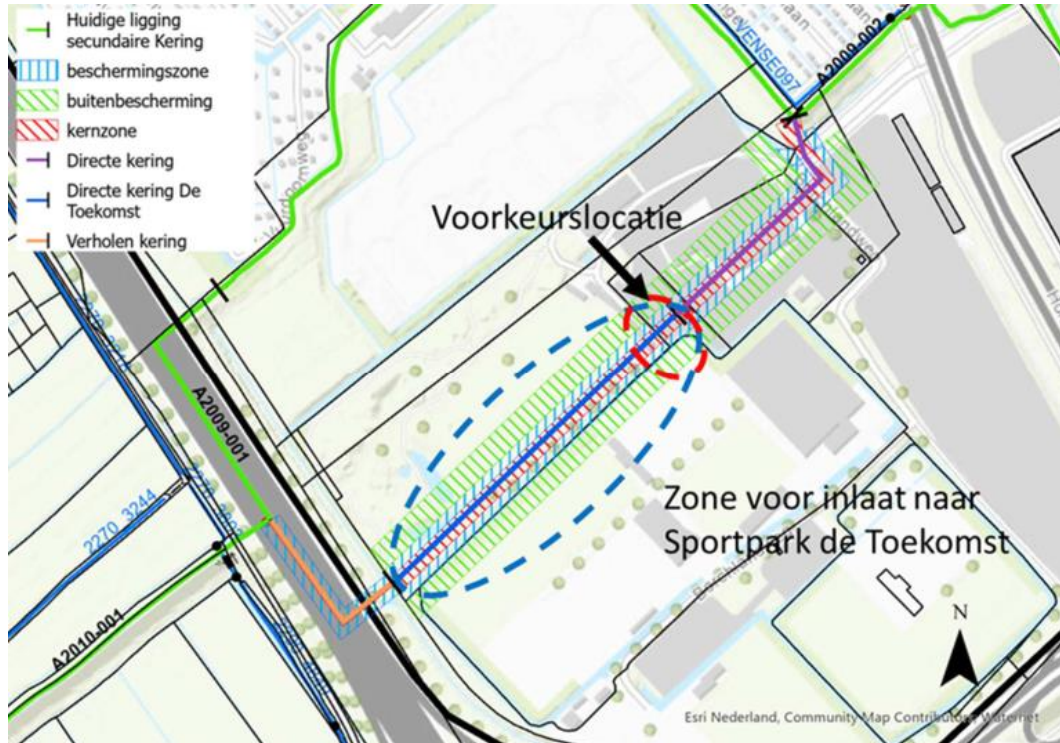 Huidige ligging
secundaire Kering
beschermingszone
buitenbescherming
kernzone
Directe kering
Directe kering De
Toekomst
Verholen kering
VENSE097
A2009-002
Voorkeurslocatie
A2009-001
2270_3244
A2010-001
Zone voor inlaat naar
Sportpark de Toekomst
N
Esri Nederland, Community Map Contributors, Waternet